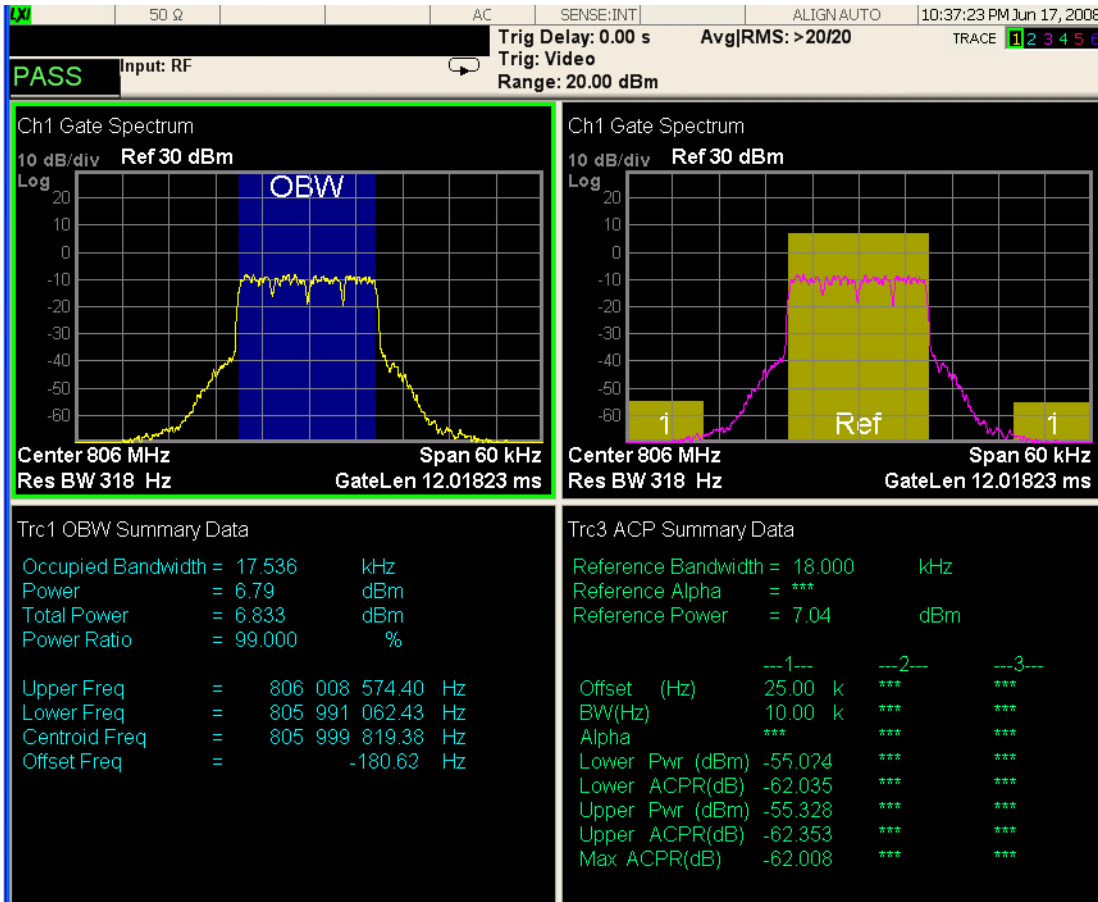 LXI 50 Ω AC SENSE:INT ALIGN AUTO 10:37:23 PM Jun 17, 2008
Trig Delay: 0.00 s Avg|RMS: >20/20 TRACE 1 2 3 4 5 6
PASS Input: RF Trig: Video
Range: 20.00 dBm
Ch1 Gate Spectrum
10 dB/div Ref 30 dBm
Log
OBW
20
10
0
-10
-20
-30
-40
-50
-60
Center 806 MHz Span 60 kHz
Res BW 318 Hz GateLen 12.01823 ms
Ch1 Gate Spectrum
10 dB/div Ref 30 dBm
Log
20
10
0
-10
-20
-30
-40
-50
-60
1 Ref 1
Center 806 MHz Span 60 kHz
Res BW 318 Hz GateLen 12.01823 ms
Trc1 OBW Summary Data
Occupied Bandwidth = 17.536 kHz
Power = 6.79 dBm
Total Power = 6.833 dBm
Power Ratio = 99.000 %
Upper Freq = 806 008 574.40 Hz
Lower Freq = 805 991 062.43 Hz
Centroid Freq = 805 999 819.38 Hz
Offset Freq = -180.62 Hz
Trc3 ACP Summary Data
Reference Bandwidth = 18.000 kHz
Reference Alpha = ***
Reference Power = 7.04 dBm
---1--- ---2--- ---3---
Offset (Hz) 25.00 k *** ***
BW(Hz) 10.00 k *** ***
Alpha *** *** ***
Lower Pwr (dBm) -55.024 *** ***
Lower ACPR(dB) -62.035 *** ***
Upper Pwr (dBm) -55.328 *** ***
Upper ACPR(dB) -62.353 *** ***
Max ACPR(dB) -62.008 *** ***